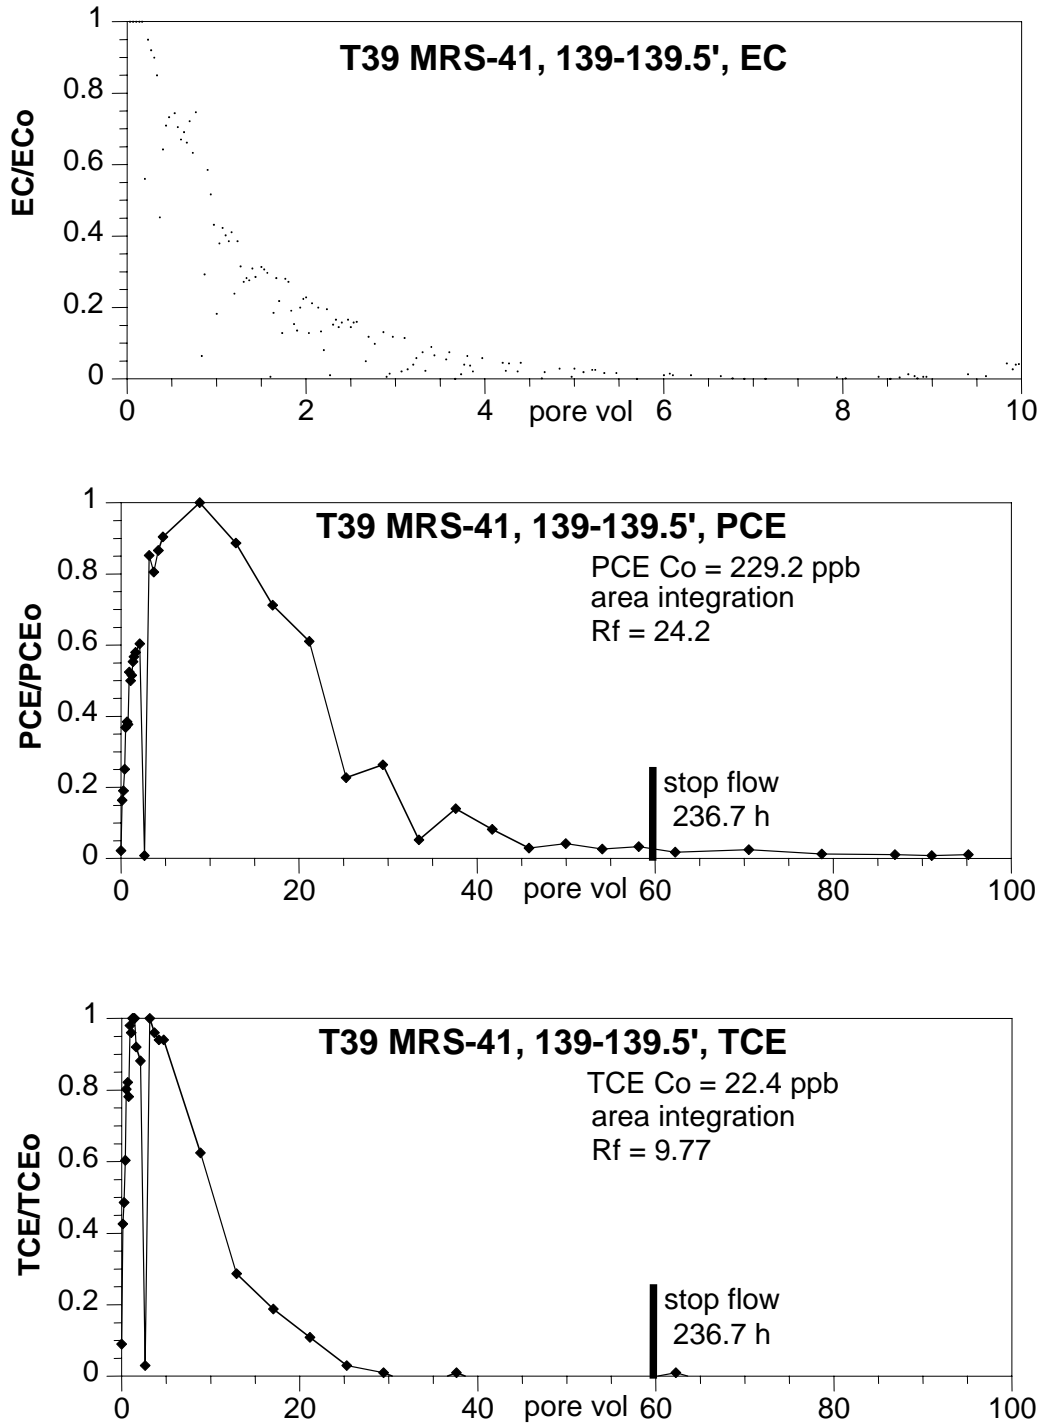 T39 MRS-41, 139-139.5', EC
EC/ECo
1
0.8
0.6
0.4
0.2
0
0 2 4 pore vol 6 8 10
T39 MRS-41, 139-139.5', PCE
PCE Co = 229.2 ppb
area integration
Rf = 24.2
PCE/PCEo
1
0.8
0.6
0.4
0.2
0
stop flow
236.7 h
0 20 40 pore vol 60 80 100
T39 MRS-41, 139-139.5', TCE
TCE Co = 22.4 ppb
area integration
Rf = 9.77
TCE/TCEo
1
0.8
0.6
0.4
0.2
0
stop flow
236.7 h
0 20 40 pore vol 60 80 100